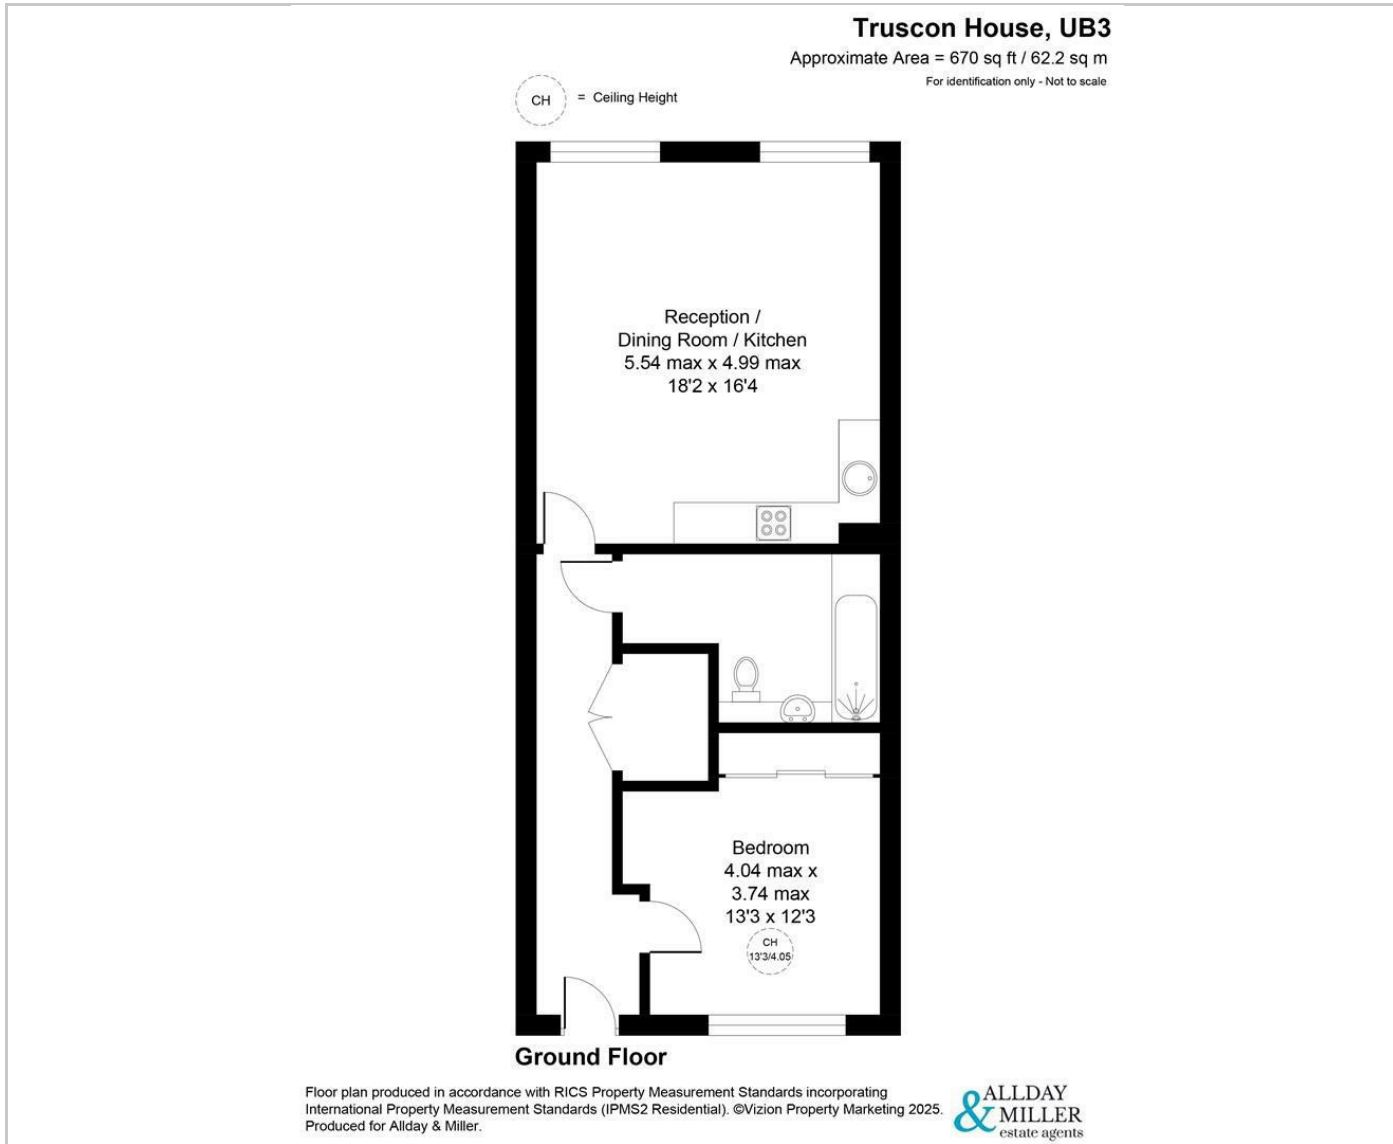 Truscon House, UB3
Approximate Area = 670 sq ft / 62.2 sq m
For identification only - Not to scale
CH = Ceiling Height
Reception /
Dining Room / Kitchen
5.54 max x 4.99 max
18'2 x 16'4
Bedroom
4.04 max x
3.74 max
13'3 x 12'3
CH
13'3/4.05
Ground Floor
Floor plan produced in accordance with RICS Property Measurement Standards incorporating
International Property Measurement Standards (IPMS2 Residential). ©Vizion Property Marketing 2025.
Produced for Allday & Miller.
ALLDAY
& MILLER
estate agents